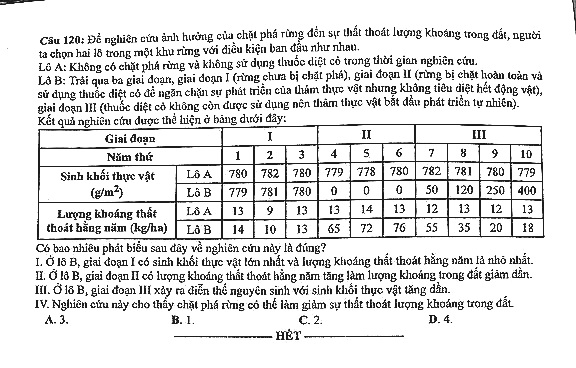 Câu 120: Để nghiên cứu ảnh hưởng của chặt phá rừng đến sự thất thoát lượng khoáng trong đất, người
ta chọn hai lô trong một khu rừng với điều kiện ban đầu như nhau.
Lô A: Không có chặt phá rừng và không sử dụng thuốc diệt cỏ trong thời gian nghiên cứu.
Lô B: Trải qua ba giai đoạn, giai đoạn I (rừng chưa bị chặt phá), giai đoạn II (rừng bị chặt hoàn toàn và
sử dụng thuốc diệt cỏ để ngăn chặn sự phát triển của thảm thực vật nhưng không tiêu diệt hết động vật),
giai đoạn III (thuốc diệt cỏ không còn được sử dụng nên thảm thực vật bắt đầu phát triển tự nhiên).
Kết quả nghiên cứu được thể hiện ở bảng dưới đây:
Giai đoạn I II III
Năm thứ 1 2 3 4 5 6 7 8 9 10
Sinh khối thực vật (g/m²) Lô A 780 782 780 779 778 780 782 781 780 779
Lô B 779 781 780 0 0 0 50 120 250 400
Lượng khoáng thất thoát hằng năm (kg/ha) Lô A 13 9 13 13 14 13 12 13 12 13
Lô B 14 10 13 65 72 76 55 35 20 18
Có bao nhiêu phát biểu sau đây về nghiên cứu này là đúng?
I. Ở lô B, giai đoạn I có sinh khối thực vật lớn nhất và lượng khoáng thất thoát hằng năm là nhỏ nhất.
II. Ở lô B, giai đoạn II có lượng khoáng thất thoát hằng năm tăng làm lượng khoáng trong đất giảm dần.
III. Ở lô B, giai đoạn III xảy ra diễn thế nguyên sinh với sinh khối thực vật tăng dần.
IV. Nghiên cứu này cho thấy chặt phá rừng có thể làm giảm sự thất thoát lượng khoáng trong đất.
A. 3. B. 1. C. 2. D. 4.
HẾT